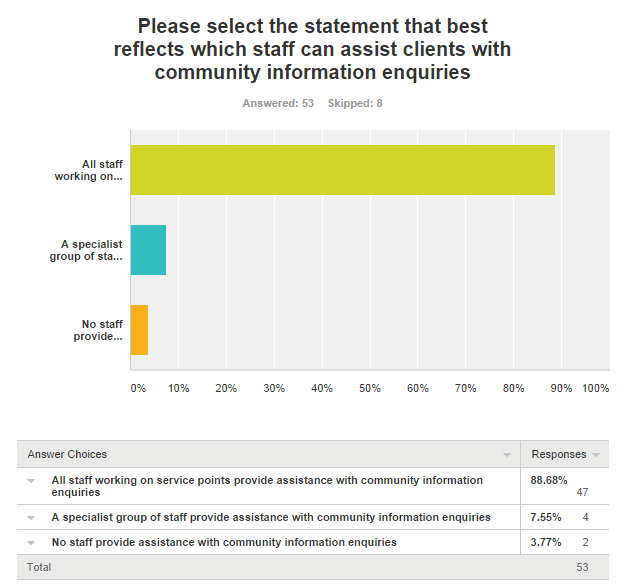 Please select the statement that best
reflects which staff can assist clients with
community information enquiries
Answered: 53 Skipped: 8
All staff
working on...
A specialist
group of sta...
No staff
provide...
0% 10% 20% 30% 40% 50% 60% 70% 80% 90% 100%
Answer Choices Responses
All staff working on service points provide assistance with community information 88.68%
enquiries 47
A specialist group of staff provide assistance with community information enquiries 7.55% 4
No staff provide assistance with community information enquiries 3.77% 2
Total 53